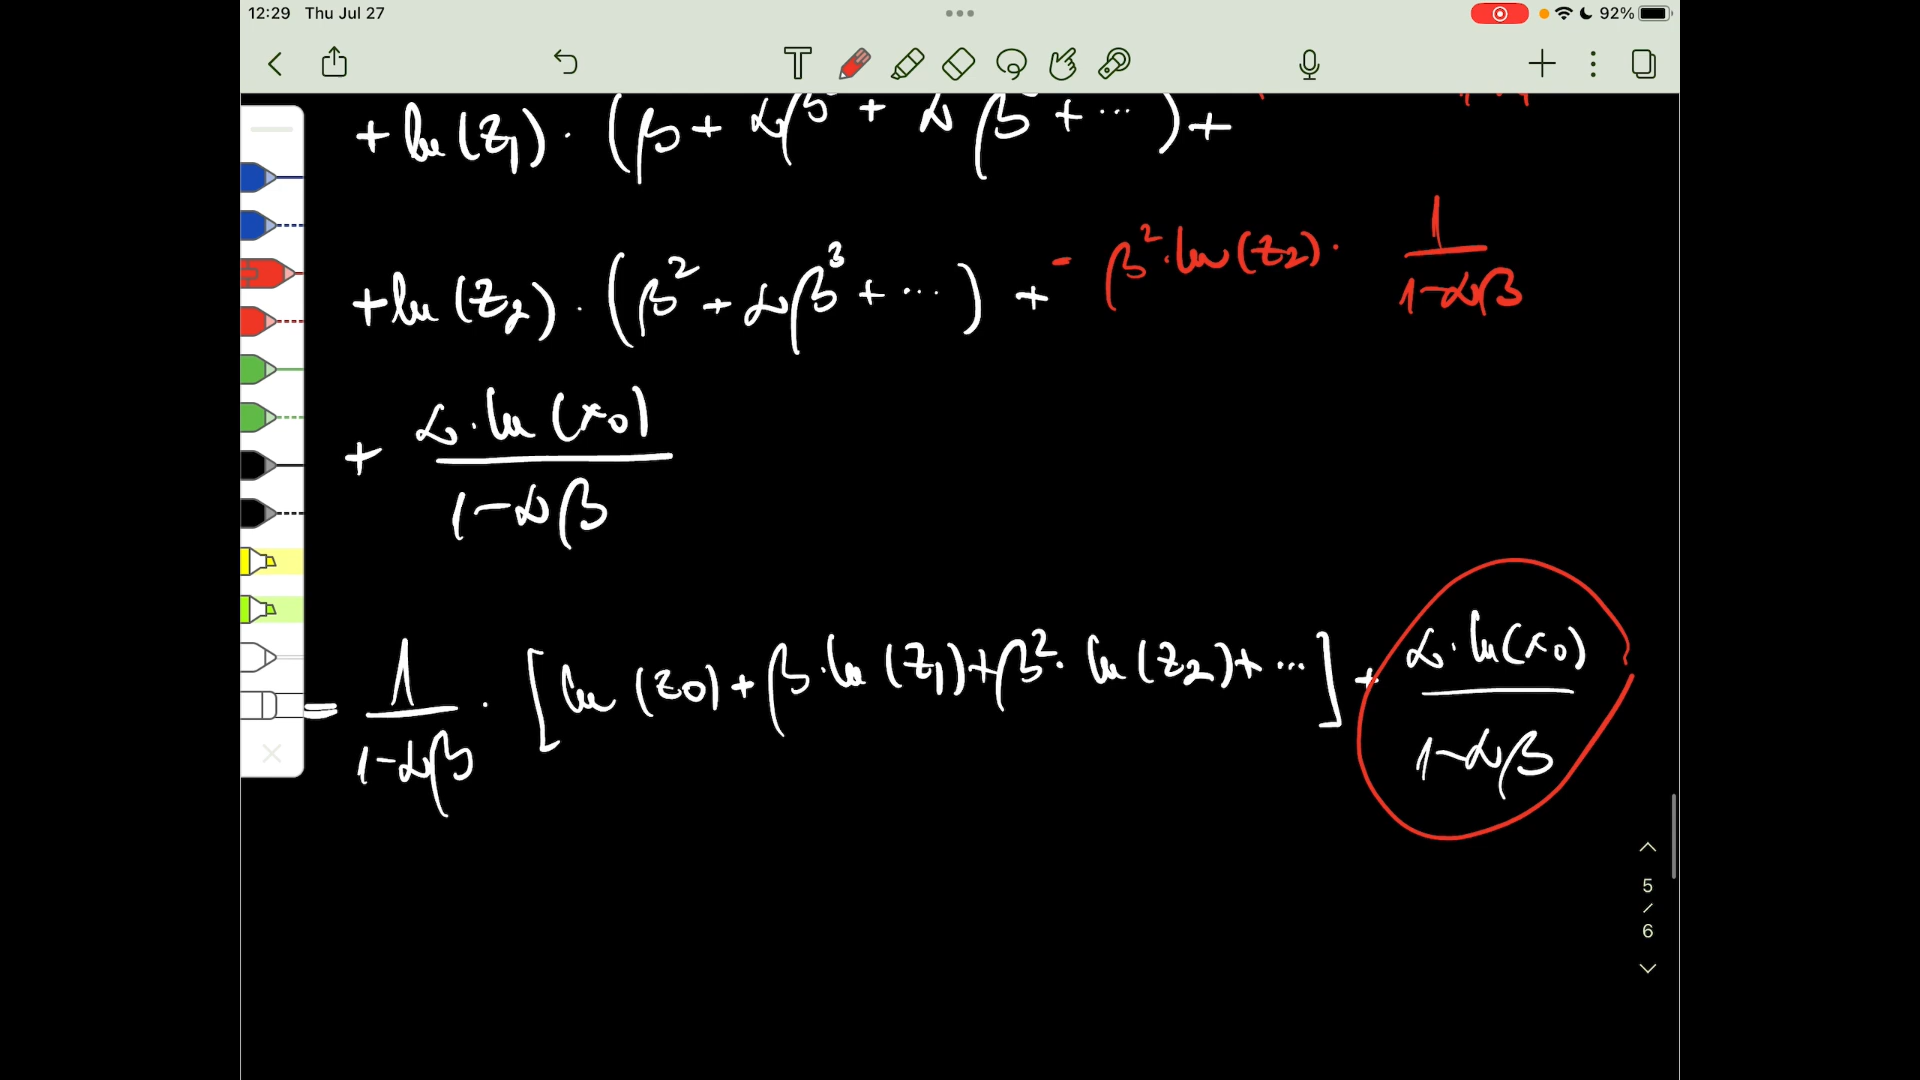 12:29 Thu Jul 27 92%
+ ln (z₁) · (β + αβ² + α β + ⋯ ) +
+ ln (z₂) · (β² + αβ³ + ⋯ ) + - β² · ln (z₂) · 1/(1-αβ)
+ α · ln (x₀) / (1-αβ)
= 1/(1-αβ) · [ln (z₀) + β · ln (z₁) + β² · ln (z₂) + ⋯ ] + α · ln(x₀) / (1-αβ)
5
/
6